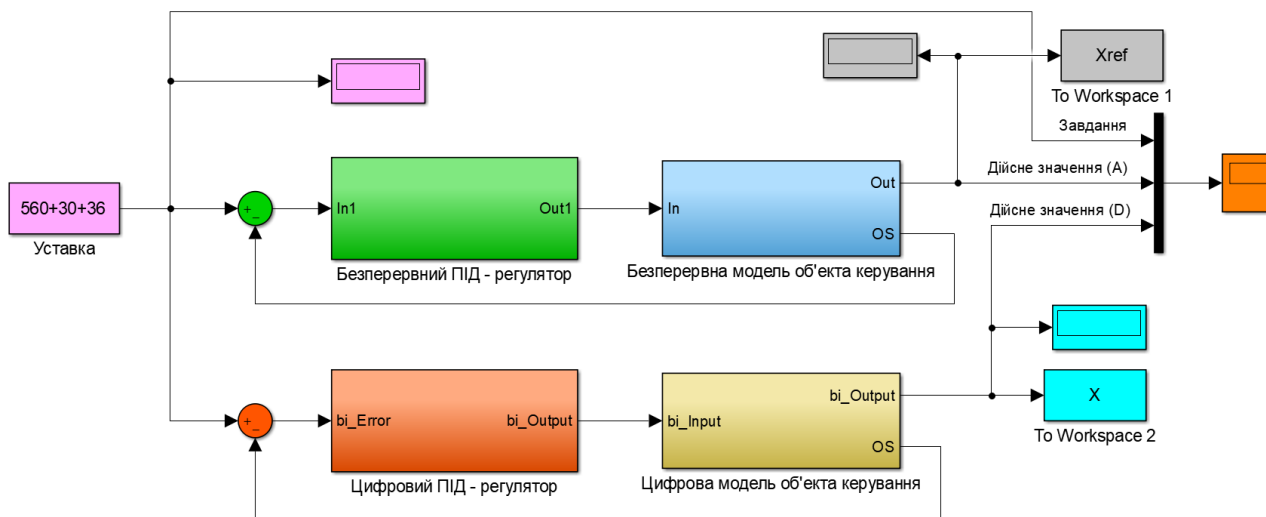 Xref
To Workspace 1
Завдання
560+30+36
Уставка
+
_
In1
Out1
Безперервний ПІД - регулятор
In
Out
OS
Безперервна модель об'екта керування
Дійсне значення (A)
Дійсне значення (D)
+
_
bi_Error
bi_Output
Цифровий ПІД - регулятор
bi_Input
bi_Output
OS
Цифрова модель об'екта керування
X
To Workspace 2